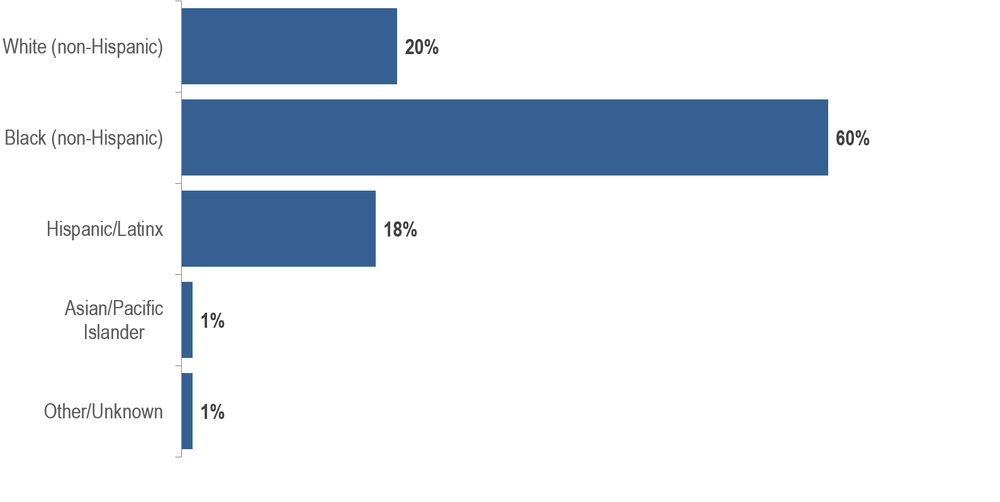 White (non-Hispanic)
20%
Black (non-Hispanic)
60%
Hispanic/Latinx
18%
Asian/Pacific
Islander
1%
Other/Unknown
1%